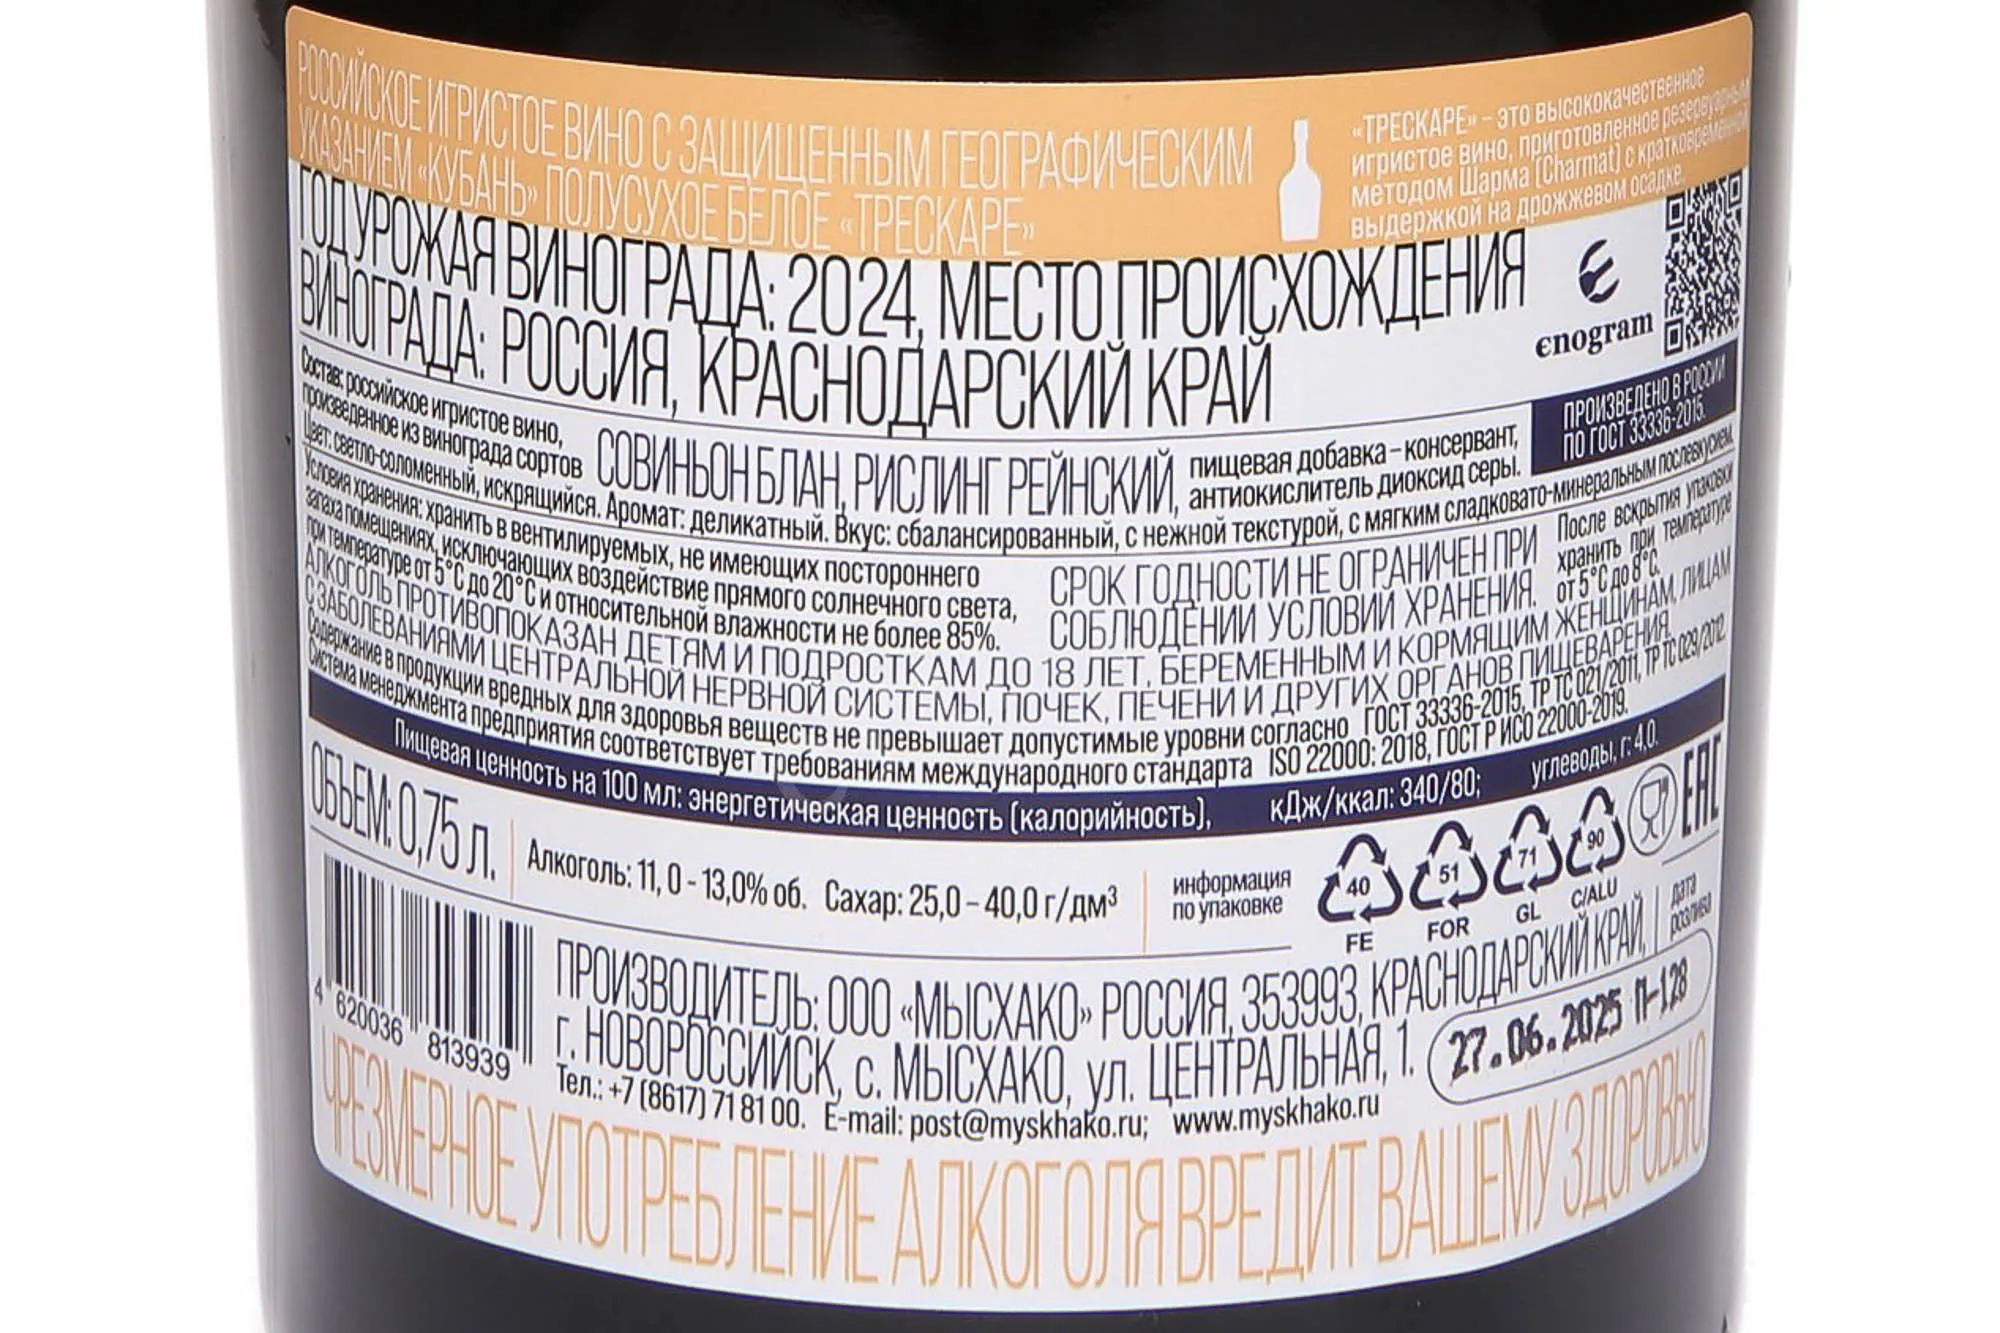 РОССИЙСКОЕ ИГРИСТОЕ ВИНО С ЗАЩИЩЕННЫМ ГЕОГРАФИЧЕСКИМ
УКАЗАНИЕМ «КУБАНЬ» ПОЛУСУХОЕ БЕЛОЕ «ТРЕСКАРЕ»
«ТРЕСКАРЕ» – это высококачественное
игристое вино, приготовленное резервуарным
методом Шарма (Charmat) с кратковременной
выдержкой на дрожжевом осадке.
ГОД УРОЖАЯ ВИНОГРАДА: 2024, МЕСТО ПРОИСХОЖДЕНИЯ
ВИНОГРАДА: РОССИЯ, КРАСНОДАРСКИЙ КРАЙ
enogram
ПРОИЗВЕДЕНО В РОССИИ
ПО ГОСТ 33336-2015.
Состав: российское игристое вино,
произведенное из винограда сортов
СОВИНЬОН БЛАН, РИСЛИНГ РЕЙНСКИЙ,
пищевая добавка – консервант,
антиокислитель диоксид серы.
Цвет: светло-соломенный, искрящийся. Аромат: деликатный. Вкус: сбалансированный, с нежной текстурой, с мягким сладковато-минеральным послевкусием.
Условия хранения: хранить в вентилируемых, не имеющих постороннего
запаха помещениях, исключающих воздействие прямого солнечного света,
при температуре от 5°С до 20°С и относительной влажности не более 85%.
СРОК ГОДНОСТИ НЕ ОГРАНИЧЕН ПРИ
СОБЛЮДЕНИИ УСЛОВИЙ ХРАНЕНИЯ.
После вскрытия упаковки
хранить при температуре
от 5°С до 8°С.
АЛКОГОЛЬ ПРОТИВОПОКАЗАН ДЕТЯМ И ПОДРОСТКАМ ДО 18 ЛЕТ, БЕРЕМЕННЫМ И КОРМЯЩИМ ЖЕНЩИНАМ, ЛИЦАМ
С ЗАБОЛЕВАНИЯМИ ЦЕНТРАЛЬНОЙ НЕРВНОЙ СИСТЕМЫ, ПОЧЕК, ПЕЧЕНИ И ДРУГИХ ОРГАНОВ ПИЩЕВАРЕНИЯ.
Содержание в продукции вредных для здоровья веществ не превышает допустимые уровни согласно ГОСТ 33336-2015, ТР ТС 021/2011, ТР ТС 029/2012.
Система менеджмента предприятия соответствует требованиям международного стандарта ISO 22000: 2018, ГОСТ Р ИСО 22000-2019.
Пищевая ценность на 100 мл: энергетическая ценность (калорийность), кДж/ккал: 340/80; углеводы, г: 4,0.
ОБЪЕМ: 0,75 л.
Алкоголь: 11,0 - 13,0% об. Сахар: 25,0 – 40,0 г/дм³
информация
по упаковке
40
FE
51
FOR
71
GL
90
C/ALU
EAC
дата
розлива
27.06.2025 П-128
4 620036 813939
ПРОИЗВОДИТЕЛЬ: ООО «МЫСХАКО» РОССИЯ, 353993, КРАСНОДАРСКИЙ КРАЙ,
г. НОВОРОССИЙСК, с. МЫСХАКО, ул. ЦЕНТРАЛЬНАЯ, 1.
Тел.: +7 (8617) 71 81 00. E-mail: post@myskhako.ru; www.myskhako.ru
ЧРЕЗМЕРНОЕ УПОТРЕБЛЕНИЕ АЛКОГОЛЯ ВРЕДИТ ВАШЕМУ ЗДОРОВЬЮ